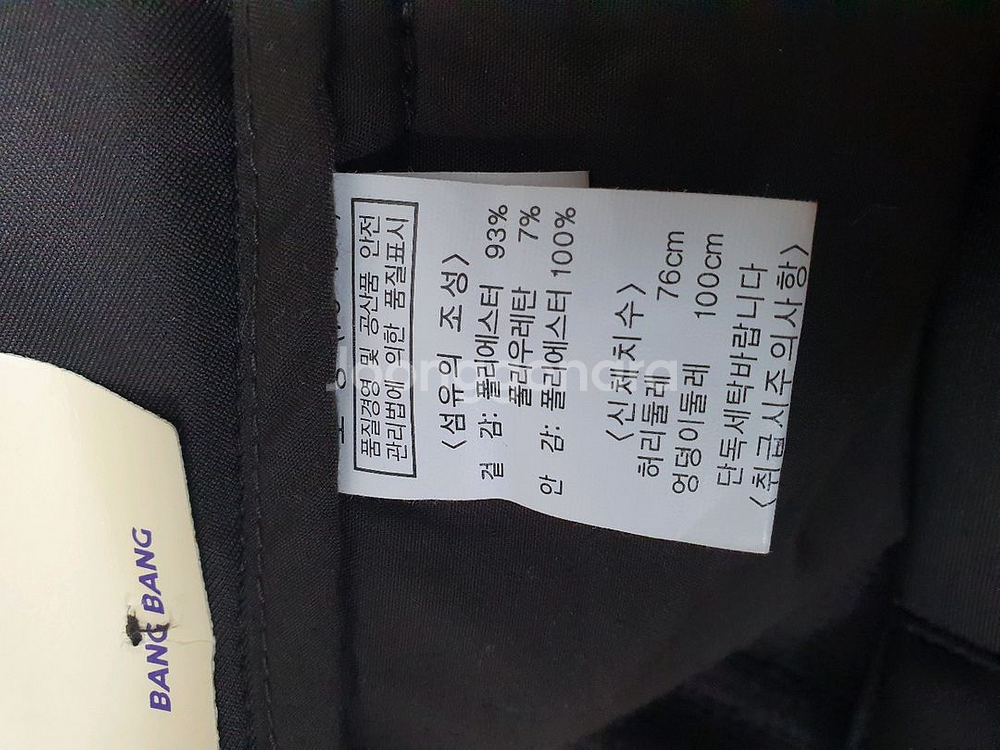 품질경영 및 공산품 안전
관리법에 의한 품질표시
<섬유의 조성>
겉 감: 폴리에스터 93%
폴리우레탄 7%
안 감: 폴리에스터 100%
<신체치수>
허리둘레 76cm
엉덩이둘레 100cm
단독세탁바랍니다
<취급시주의사항>
BANG BANG
Joonggonara